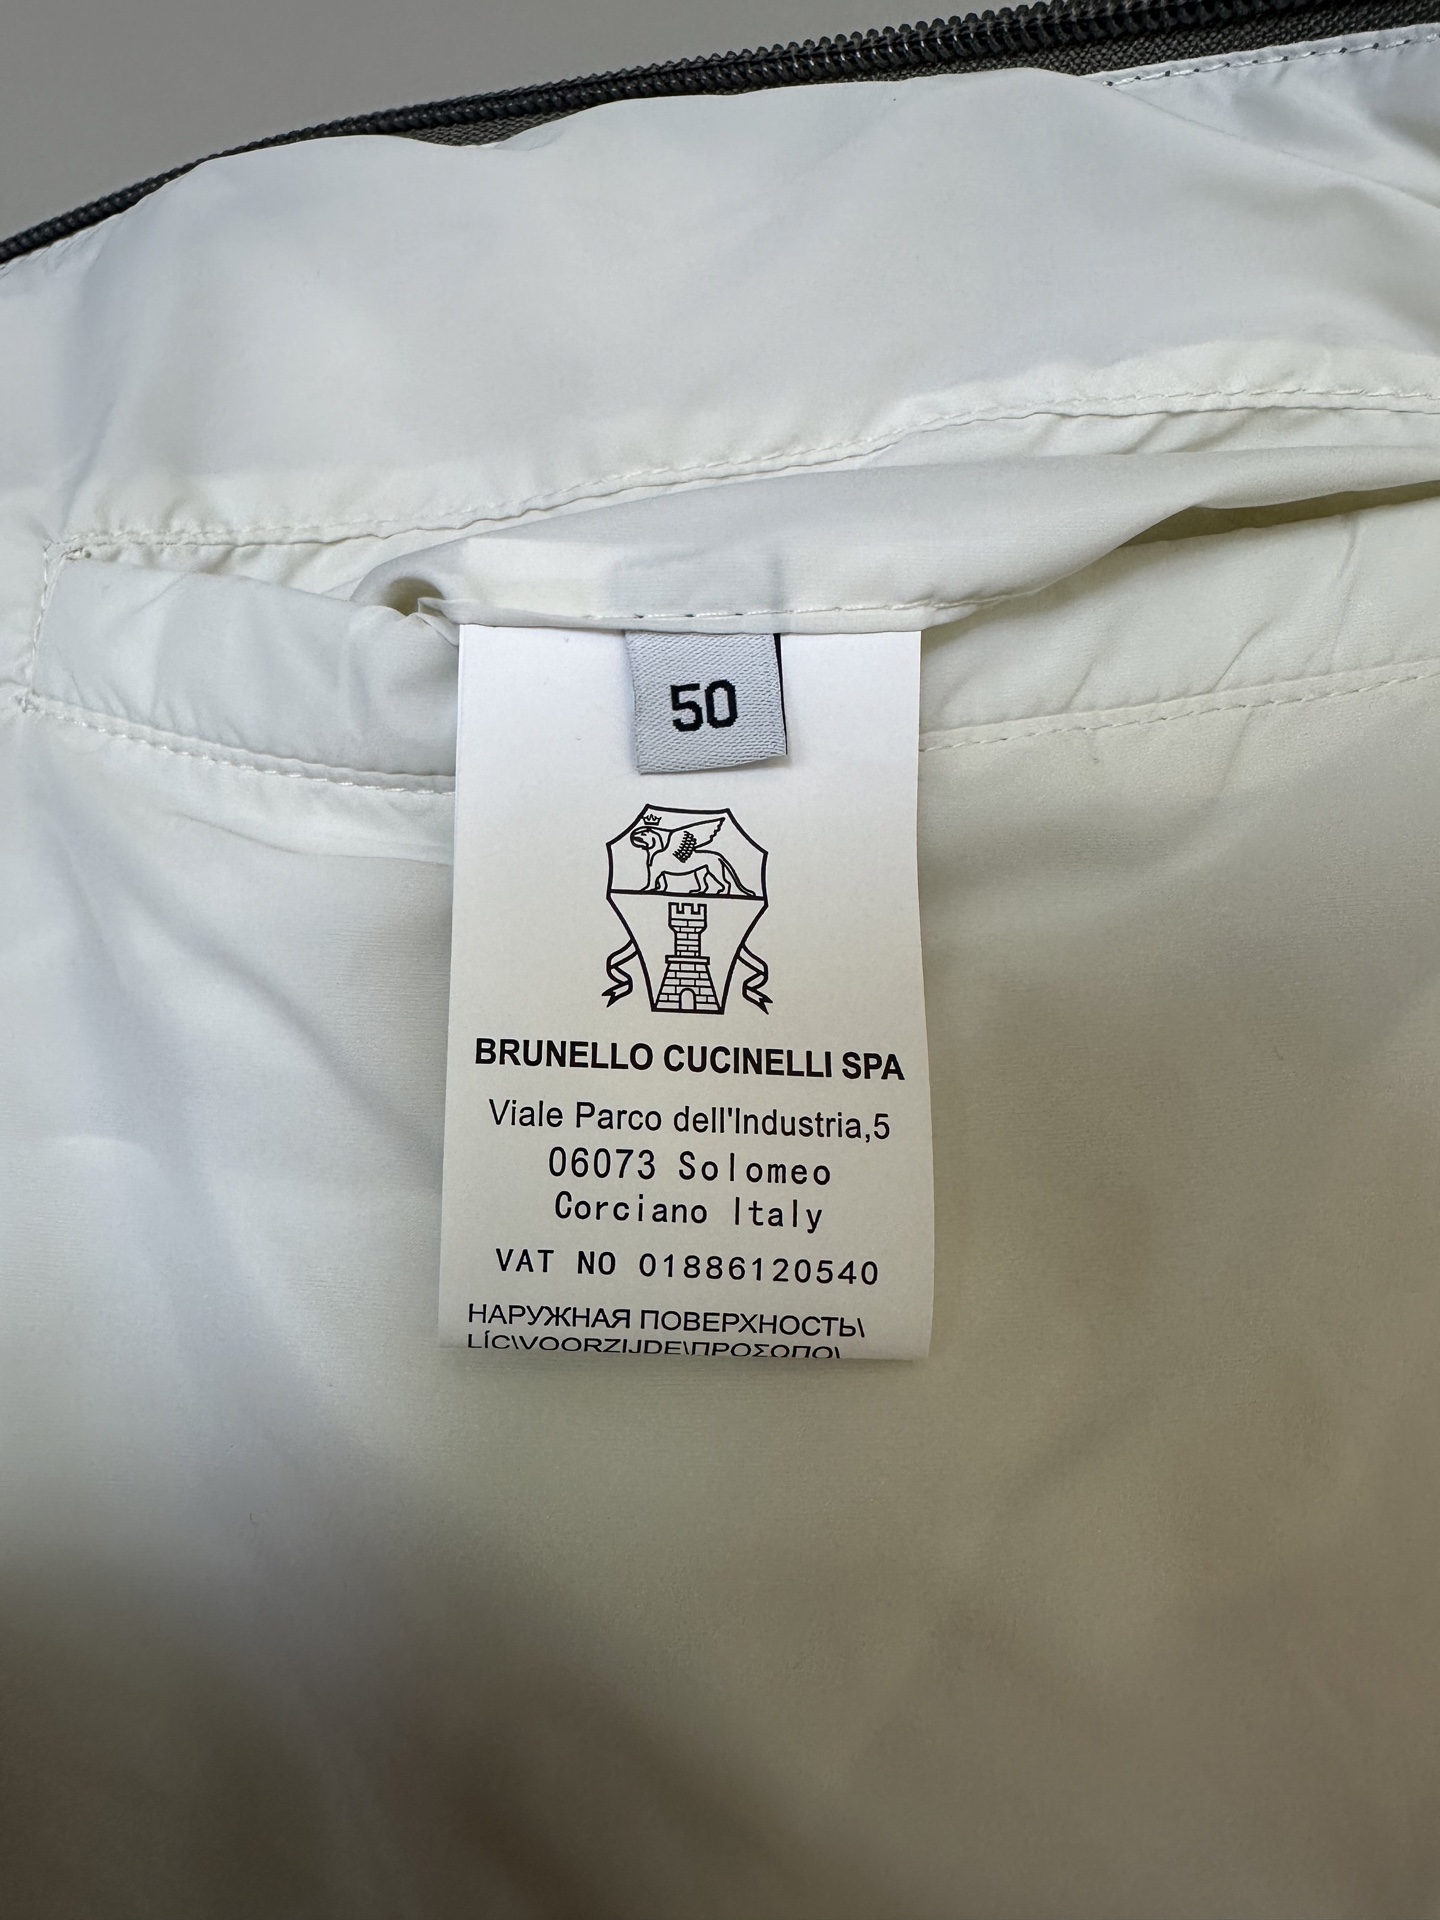 50
BRUNELLO CUCINELLI SPA
Viale Parco dell'Industria,5
06073 Solomeo
Corciano Italy
VAT NO 01886120540
НАРУЖНАЯ ПОВЕРХНОСТЬ\
LÍC\VOORZIJDE\ΠΡΟΣΟΠΟ\